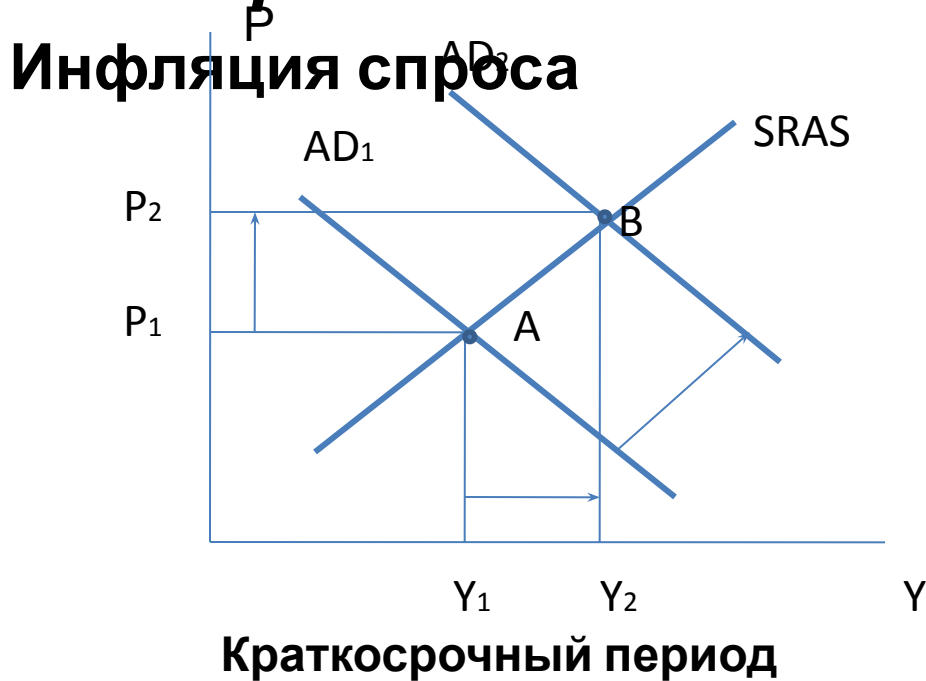 P
Инфляция спроса
AD2
SRAS
AD1
P2
B
P1
A
Y1 Y2 Y
Краткосрочный период